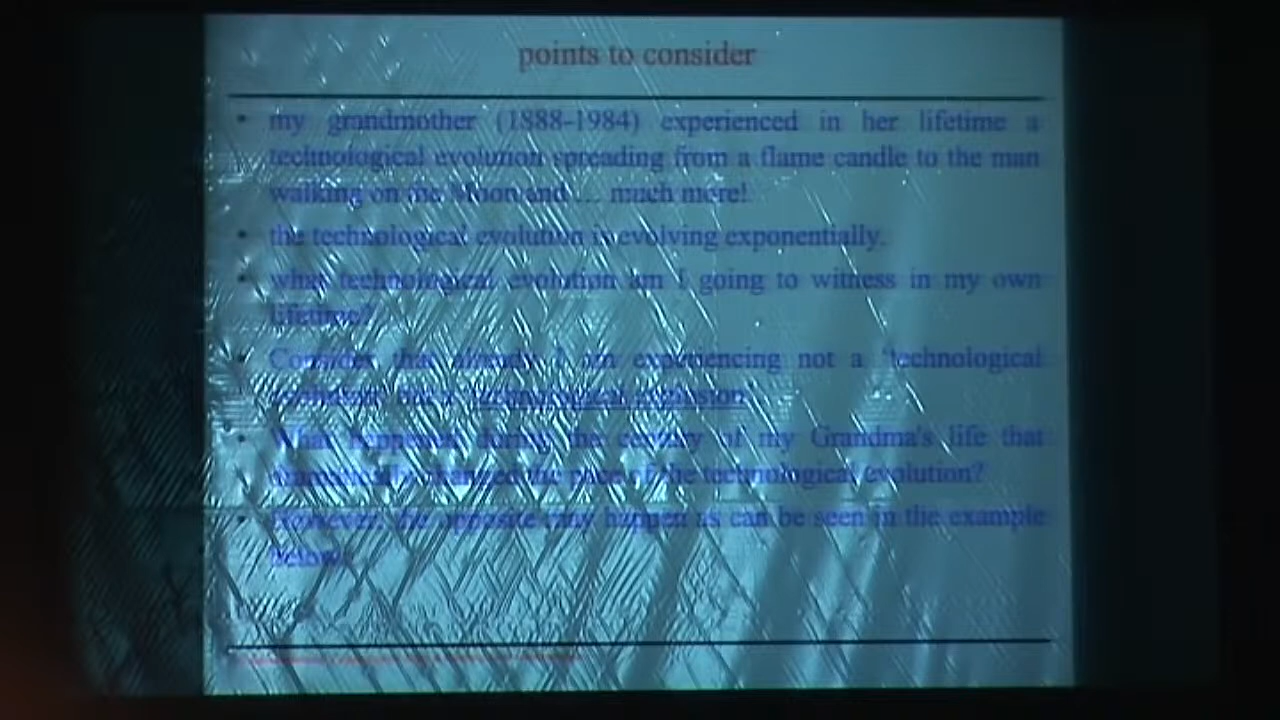 points to consider
• my grandmother (1888-1984) experienced in her lifetime a
technological evolution spreading from a flame candle to the man
walking on the Moon and ... much more!
• the technological evolution is evolving exponentially.
• what technological evolution am I going to witness in my own
lifetime?
• Consider that already I am experiencing not a "technological
evolution" but a "technological explosion"
• What happened during the century of my Grandma's life that
dramatically changed the pace of the technological evolution?
• However, the opposite may happen as can be seen in the example
below: